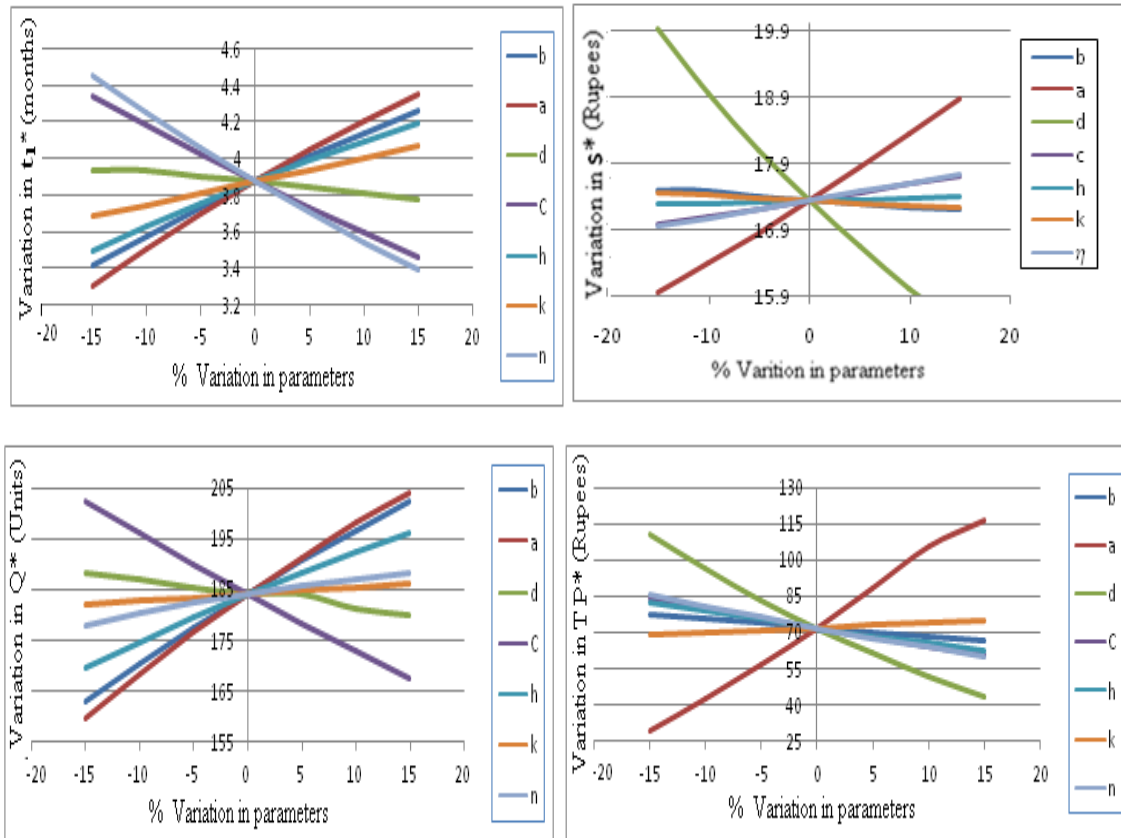 Variation in t1* (months)
4.6
4.4
4.2
4
3.8
3.6
3.4
3.2
-20 -15 -10 -5 0 5 10 15 20
% Variation in parameters
b
a
d
C
h
k
n
Variation in S* (Rupees)
19.9
18.9
17.9
16.9
15.9
-20 -10 0 10 20
% Varition in parameters
b
a
d
c
h
k
η
Variation in Q* (Units)
205
195
185
175
165
155
-20 -15 -10 -5 0 5 10 15 20
% Variation in parameters
b
a
d
C
h
k
n
Variation in TP* (Rupees)
130
115
100
85
70
55
40
25
-20 -15 -10 -5 0 5 10 15 20
% Variation in parameters
b
a
d
C
h
k
n